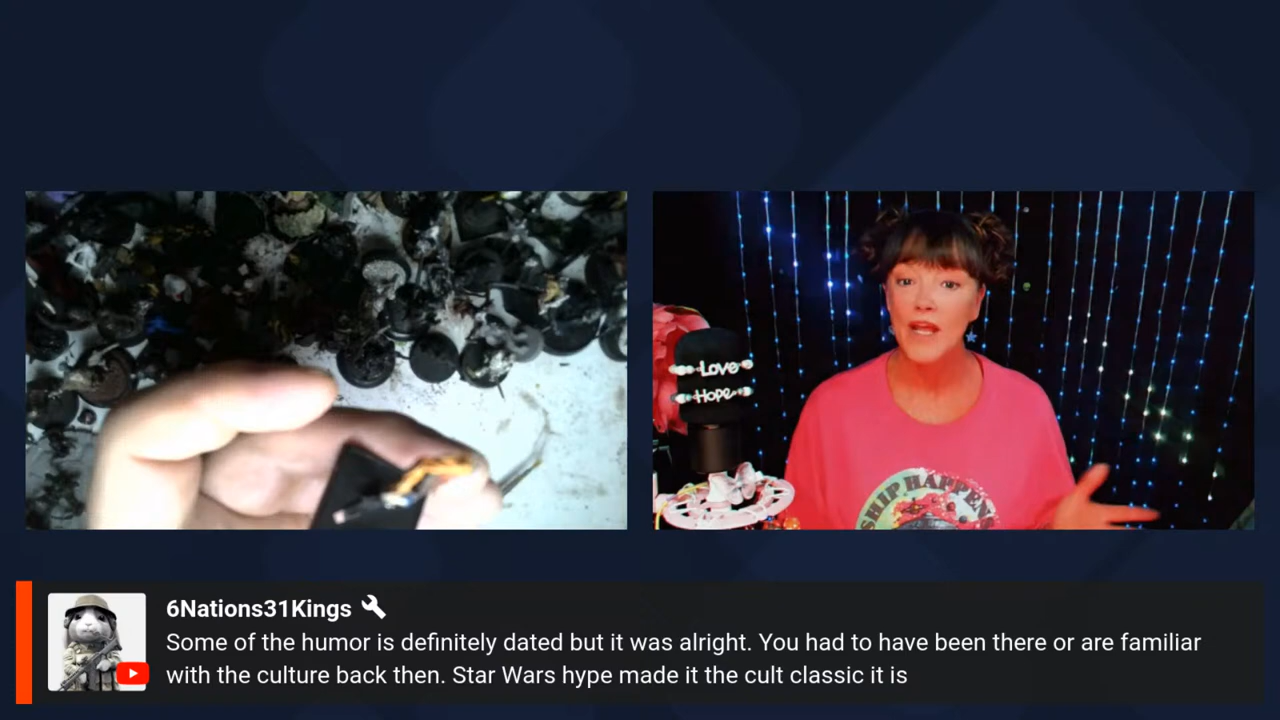 Love
Hope
SHIP HAPPENS
6Nations31Kings
Some of the humor is definitely dated but it was alright. You had to have been there or are familiar
with the culture back then. Star Wars hype made it the cult classic it is